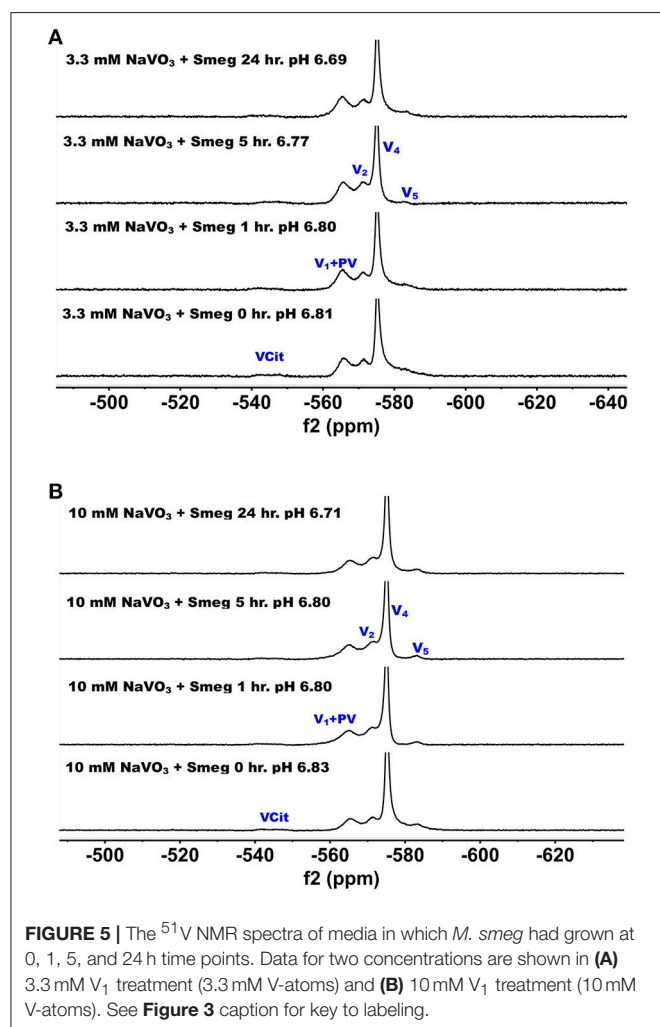 A
3.3 mM NaVO₃ + Smeg 24 hr. pH 6.69
3.3 mM NaVO₃ + Smeg 5 hr. 6.77
V₄
V₂
V₅
3.3 mM NaVO₃ + Smeg 1 hr. pH 6.80
V₁+PV
3.3 mM NaVO₃ + Smeg 0 hr. pH 6.81
VCit
-500 -520 -540 -560 -580 -600 -620 -640
f2 (ppm)
B
10 mM NaVO₃ + Smeg 24 hr. pH 6.71
10 mM NaVO₃ + Smeg 5 hr. pH 6.80
V₄
V₂
V₅
10 mM NaVO₃ + Smeg 1 hr. pH 6.80
V₁+PV
10 mM NaVO₃ + Smeg 0 hr. pH 6.83
VCit
-500 -520 -540 -560 -580 -600 -620
f2 (ppm)
FIGURE 5 | The ⁵¹V NMR spectra of media in which M. smeg had grown at
0, 1, 5, and 24 h time points. Data for two concentrations are shown in (A)
3.3 mM V₁ treatment (3.3 mM V-atoms) and (B) 10 mM V₁ treatment (10 mM
V-atoms). See Figure 3 caption for key to labeling.